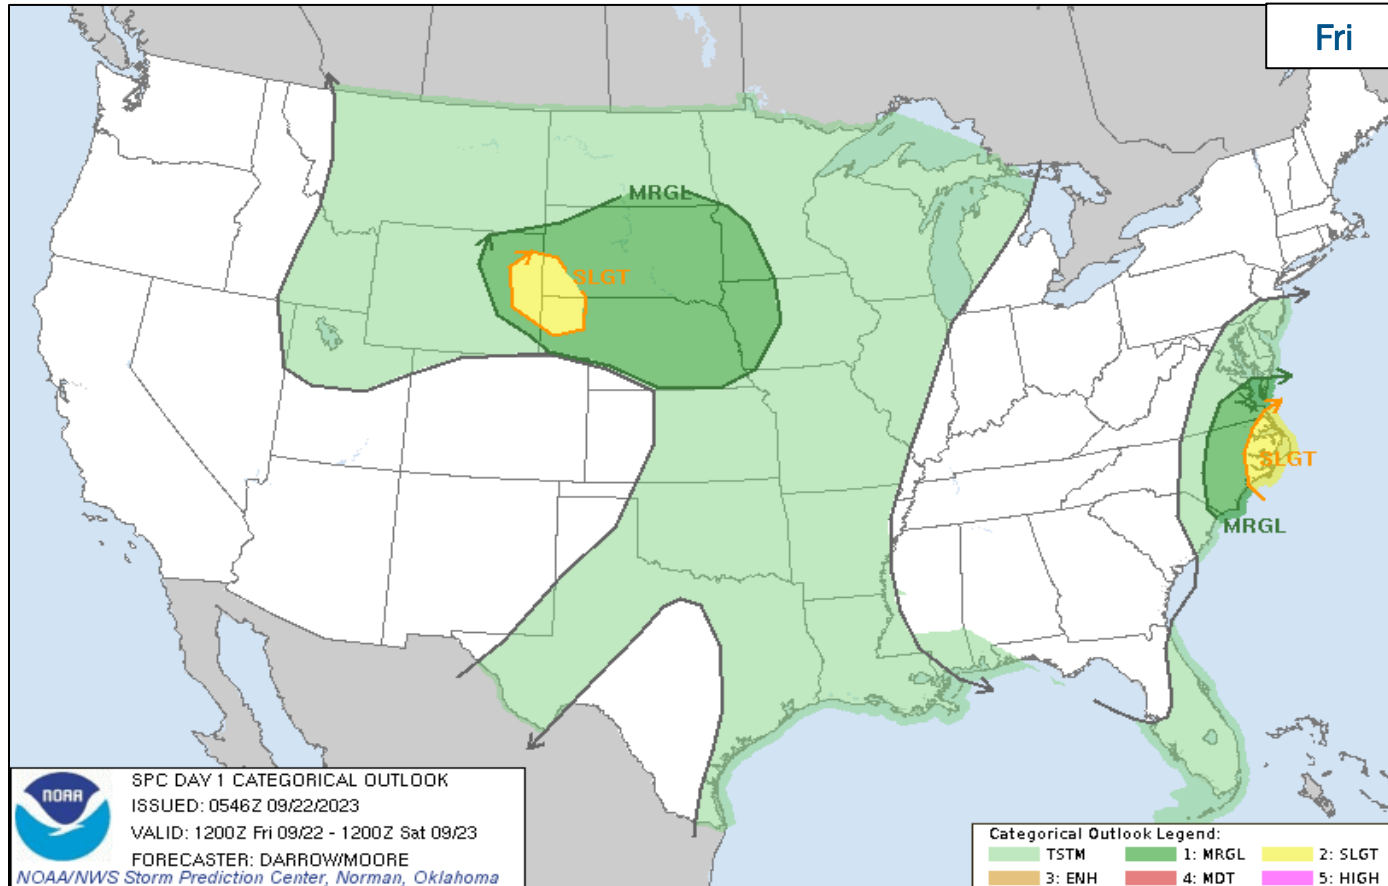 Fri
MRGL
SLGT
SLGT
MRGL
NOAA
SPC DAY 1 CATEGORICAL OUTLOOK
ISSUED: 0546Z 09/22/2023
VALID: 1200Z Fri 09/22 - 1200Z Sat 09/23
FORECASTER: DARROW/MOORE
NOAA/NWS Storm Prediction Center, Norman, Oklahoma
Categorical Outlook Legend:
TSTM 1: MRGL 2: SLGT
3: ENH 4: MDT 5: HIGH